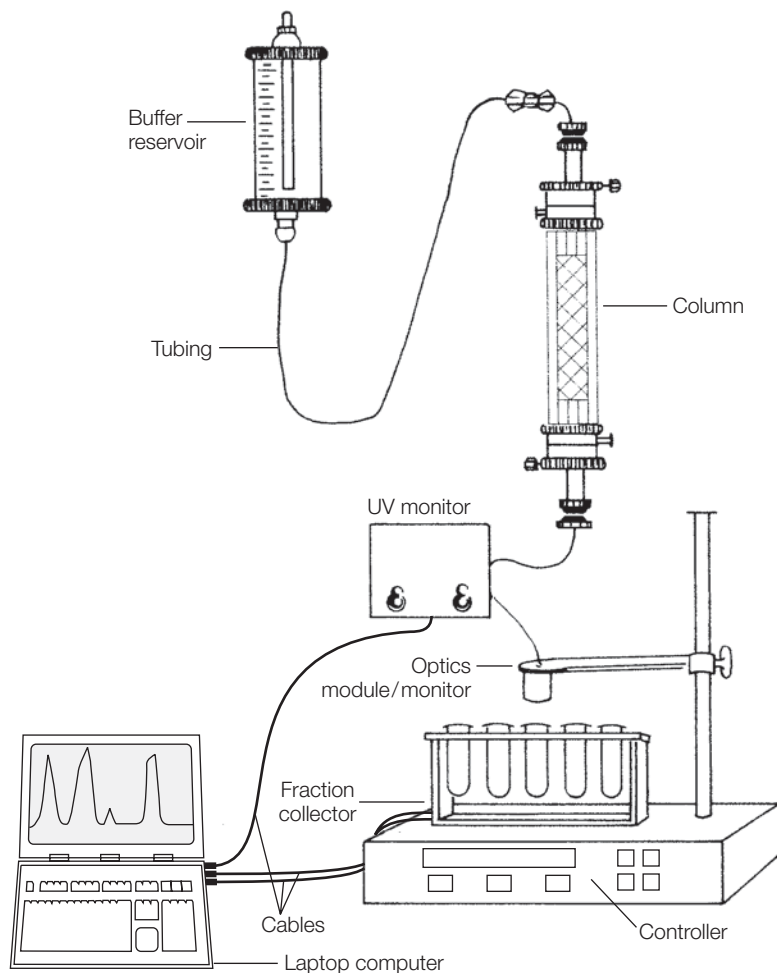 Buffer
reservoir
Tubing
Column
UV monitor
Optics
module/monitor
Fraction
collector
Cables
Controller
Laptop computer